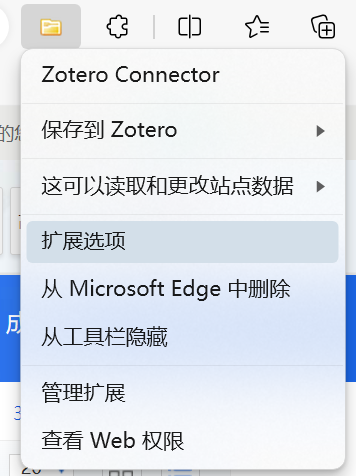 Zotero Connector
保存到 Zotero
的您
这可以读取和更改站点数据
扩展选项
从 Microsoft Edge 中删除
从工具栏隐藏
管理扩展
查看 Web 权限